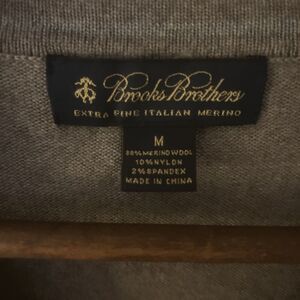 Brooks Brothers
EXTRA FINE ITALIAN MERINO
M
88% MERINO WOOL
10% NYLON
2% SPANDEX
MADE IN CHINA